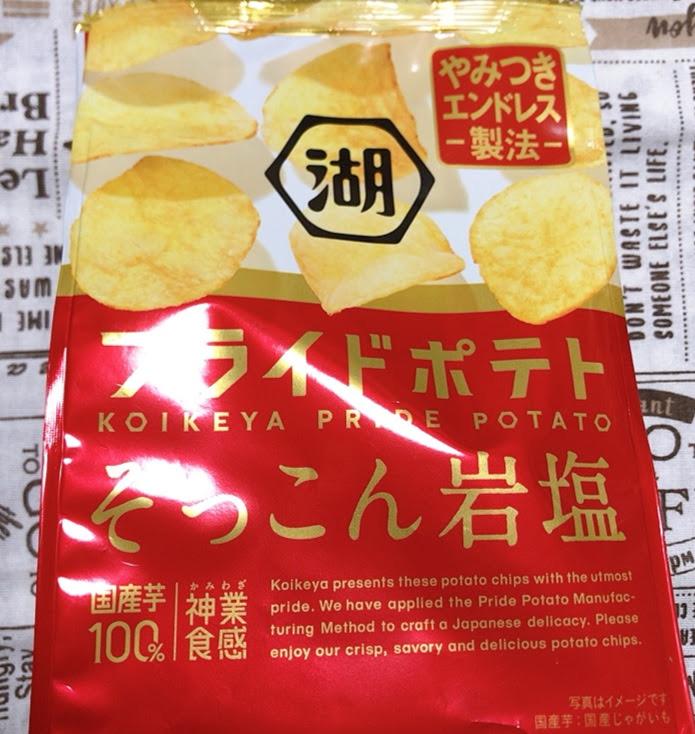 やみつき
エンドレス
-製法-
湖
プライドポテト
KOIKEYA PRIDE POTATO
ぞっこん岩塩
国産芋
100%
かみわざ
神業
食感
Koikeya presents these potato chips with the utmost
pride. We have applied the Pride Potato Manufac-
turing Method to craft a Japanese delicacy. Please
enjoy our crisp, savory and delicious potato chips.
写真はイメージです
国産芋：国産じゃがいも
DON'T WASTE IT LIVING
SOMEONE ELSE'S LIFE.